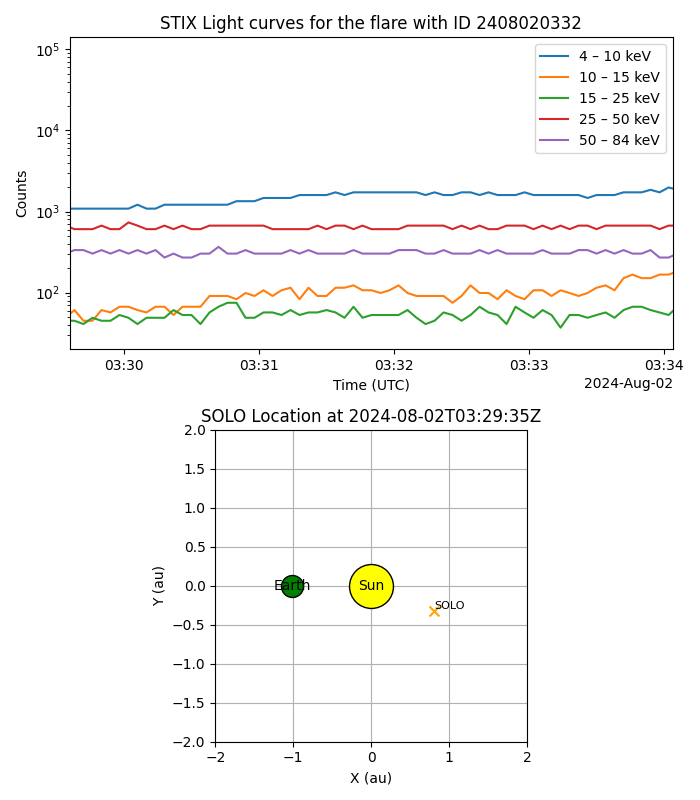 STIX Light curves for the flare with ID 2408020332
10⁵
10⁴
10³
10²
Counts
4 – 10 keV
10 – 15 keV
15 – 25 keV
25 – 50 keV
50 – 84 keV
03:30 03:31 03:32 03:33 03:34
Time (UTC)
2024-Aug-02
SOLO Location at 2024-08-02T03:29:35Z
2.0
1.5
1.0
0.5
0.0
−0.5
−1.0
−1.5
−2.0
Y (au)
Earth
Sun
SOLO
−2 −1 0 1 2
X (au)